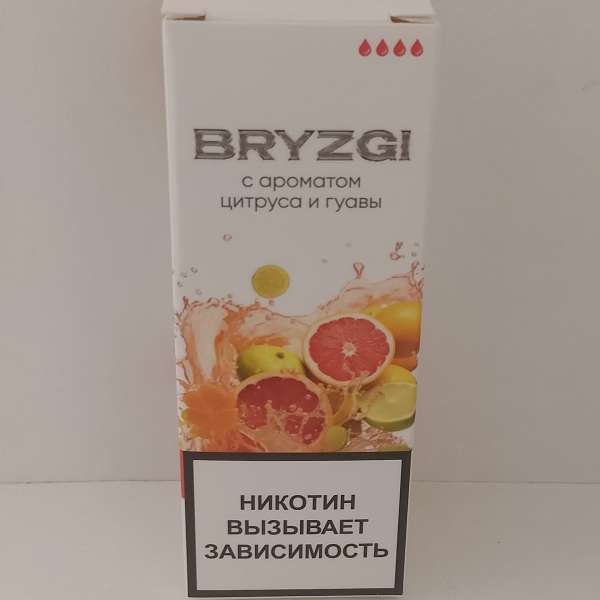 BRYZGI
с ароматом
цитруса и гуавы
НИКОТИН
ВЫЗЫВАЕТ
ЗАВИСИМОСТЬ